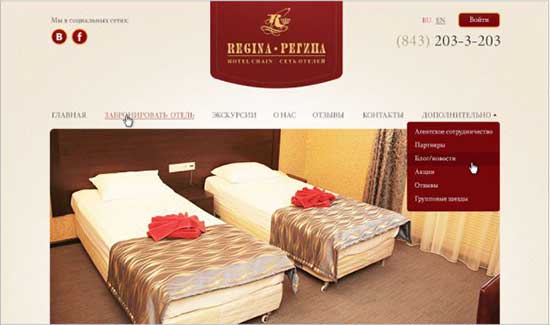 Мы в социальных сетях:
B f
RU EN
Войти
(843) 203-3-203
REGINA • РЕГИНА
HOTEL CHAIN · СЕТЬ ОТЕЛЕЙ
ГЛАВНАЯ ЗАБРОНИРОВАТЬ ОТЕЛЬ ЭКСКУРСИИ О НАС ОТЗЫВЫ КОНТАКТЫ ДОПОЛНИТЕЛЬНО
Агентское сотрудничество
Партнеры
Блог/новости
Акции
Отзывы
Групповые заезды